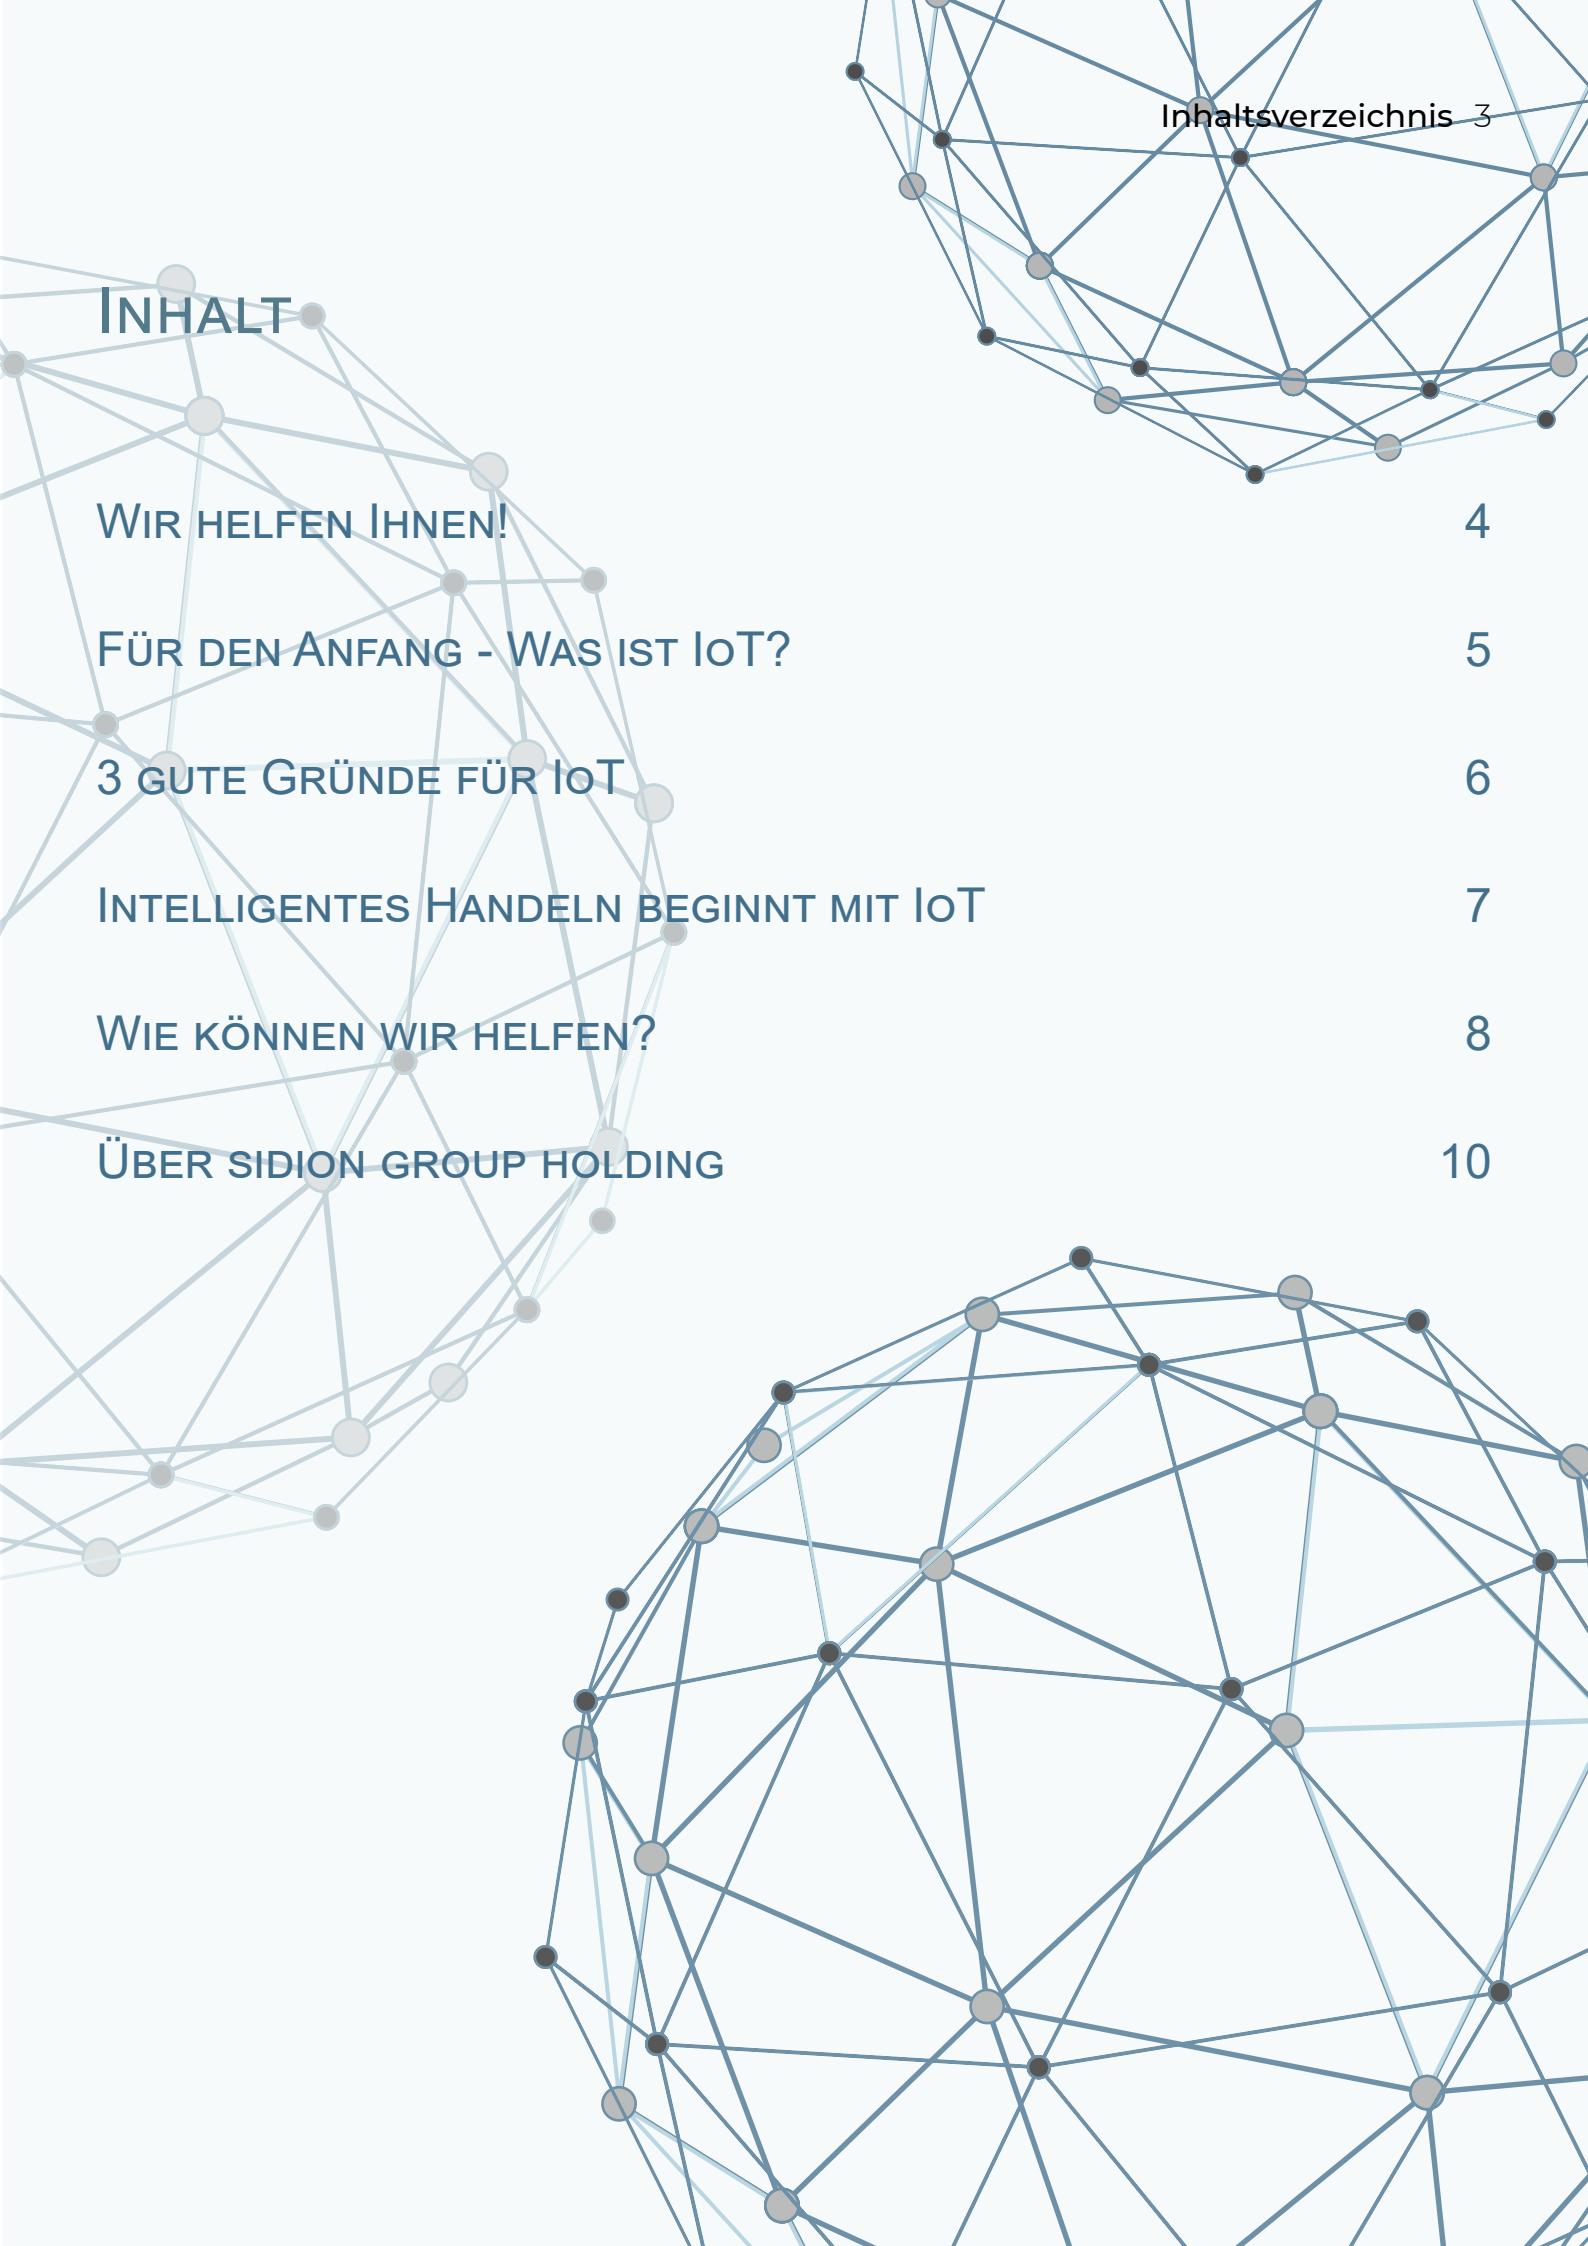 Inhaltsverzeichnis 3
Inhalt
Wir helfen Ihnen! 4
Für den Anfang - Was ist IoT? 5
3 gute Gründe für IoT 6
Intelligentes Handeln beginnt mit IoT 7
Wie können wir helfen? 8
Über sidion group holding 10